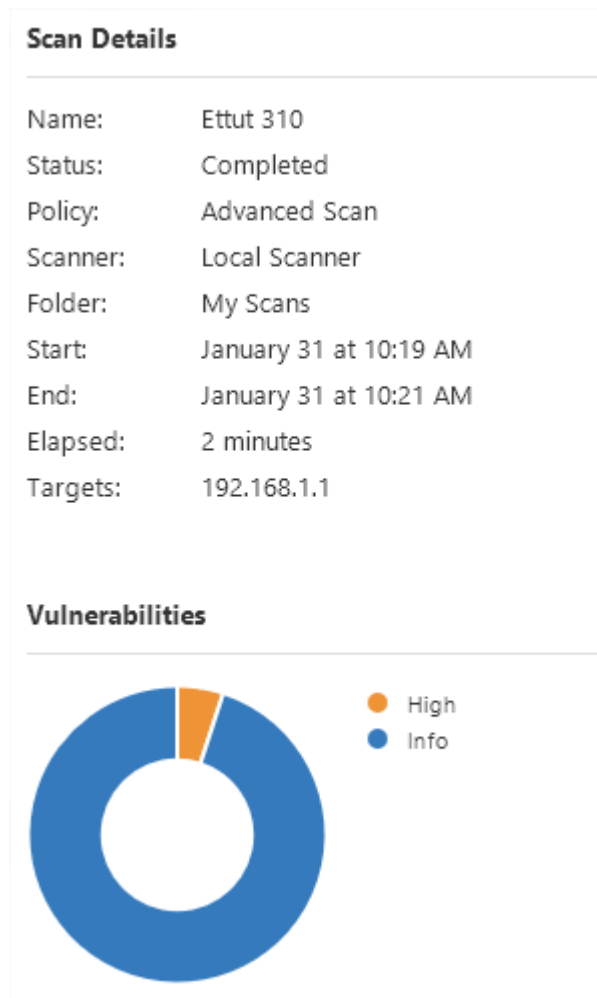 Scan Details
Name: Ettut 310
Status: Completed
Policy: Advanced Scan
Scanner: Local Scanner
Folder: My Scans
Start: January 31 at 10:19 AM
End: January 31 at 10:21 AM
Elapsed: 2 minutes
Targets: 192.168.1.1
Vulnerabilities
High
Info